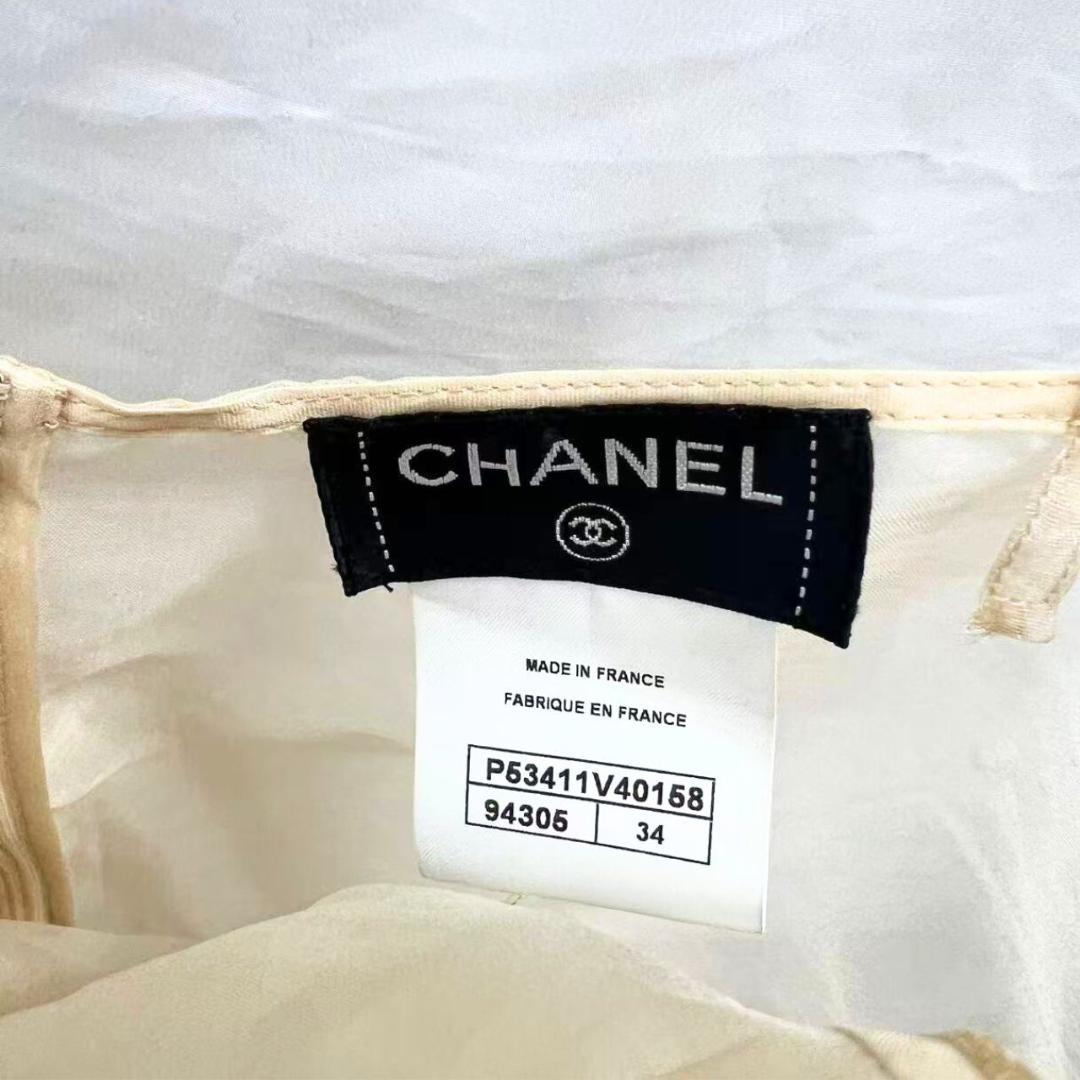 CHANEL
MADE IN FRANCE
FABRIQUE EN FRANCE
P53411V40158
94305 34